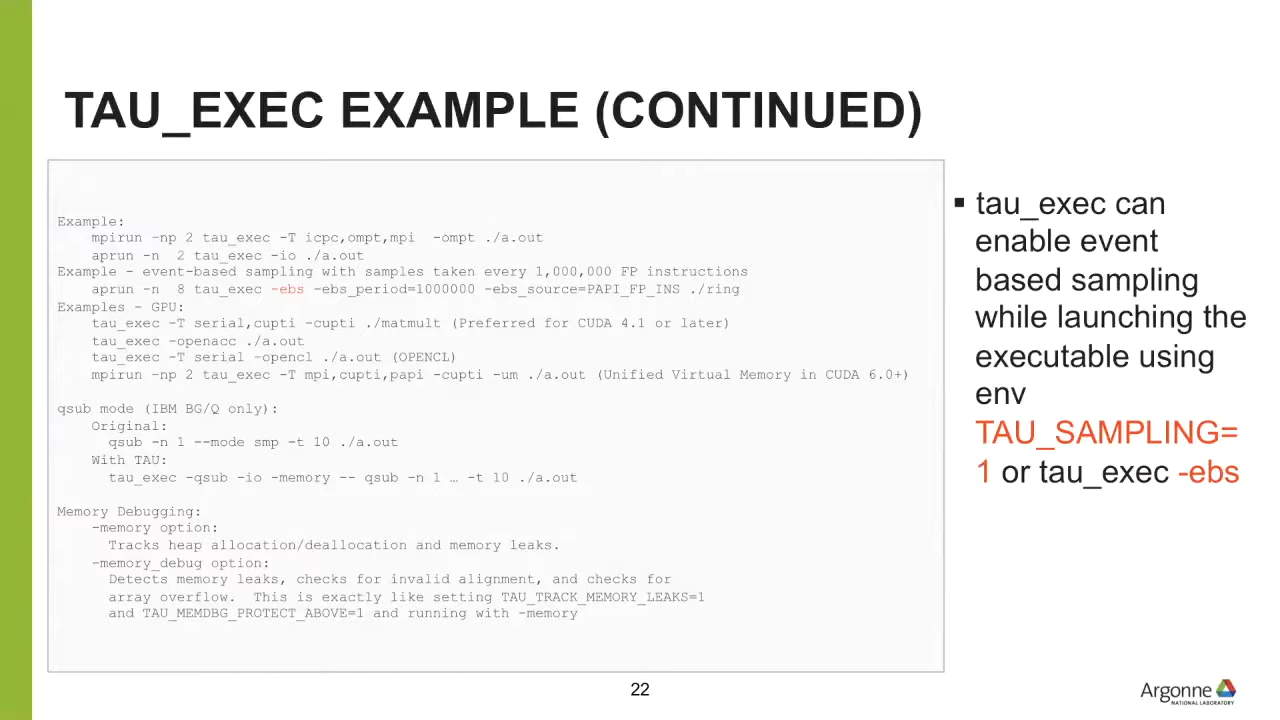 TAU_EXEC EXAMPLE (CONTINUED)
Example:
mpirun –np 2 tau_exec -T icpc,ompt,mpi -ompt ./a.out
aprun -n 2 tau_exec -io ./a.out
Example – event-based sampling with samples taken every 1,000,000 FP instructions
aprun -n 8 tau_exec -ebs -ebs_period=1000000 -ebs_source=PAPI_FP_INS ./ring
Examples – GPU:
tau_exec -T serial,cupti -cupti ./matmult (Preferred for CUDA 4.1 or later)
tau_exec -openacc ./a.out
tau_exec -T serial –opencl ./a.out (OPENCL)
mpirun –np 2 tau_exec -T mpi,cupti,papi -cupti -um ./a.out (Unified Virtual Memory in CUDA 6.0+)
qsub mode (IBM BG/Q only):
Original:
qsub -n 1 --mode smp -t 10 ./a.out
With TAU:
tau_exec -qsub -io -memory -- qsub -n 1 … -t 10 ./a.out
Memory Debugging:
-memory option:
Tracks heap allocation/deallocation and memory leaks.
-memory_debug option:
Detects memory leaks, checks for invalid alignment, and checks for
array overflow. This is exactly like setting TAU_TRACK_MEMORY_LEAKS=1
and TAU_MEMDBG_PROTECT_ABOVE=1 and running with -memory
▪ tau_exec can
enable event
based sampling
while launching the
executable using
env
TAU_SAMPLING=
1 or tau_exec -ebs
22
Argonne
NATIONAL LABORATORY